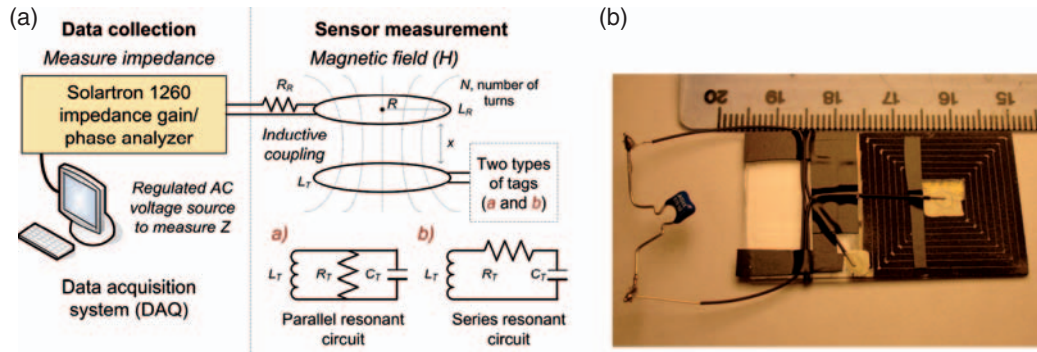 (a)
Data collection
Measure impedance
Solartron 1260
impedance gain/
phase analyzer
Regulated AC
voltage source
to measure Z
Data acquisition
system (DAQ)
Sensor measurement
Magnetic field (H)
R_R
R
N, number of
turns
L_R
Inductive
coupling
x
L_T
Two types
of tags
(a and b)
a)
L_T
R_T
C_T
Parallel resonant
circuit
b)
L_T
R_T
C_T
Series resonant
circuit
(b)
20 19 18 17 16 15